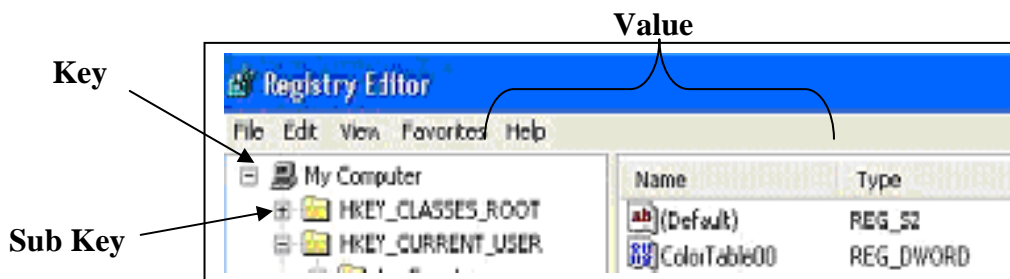 Value
Key
Registry Editor
File Edit View Favorites Help
My Computer
Name Type
Sub Key
HKEY_CLASSES_ROOT
(Default) REG_SZ
HKEY_CURRENT_USER
ColorTable00 REG_DWORD